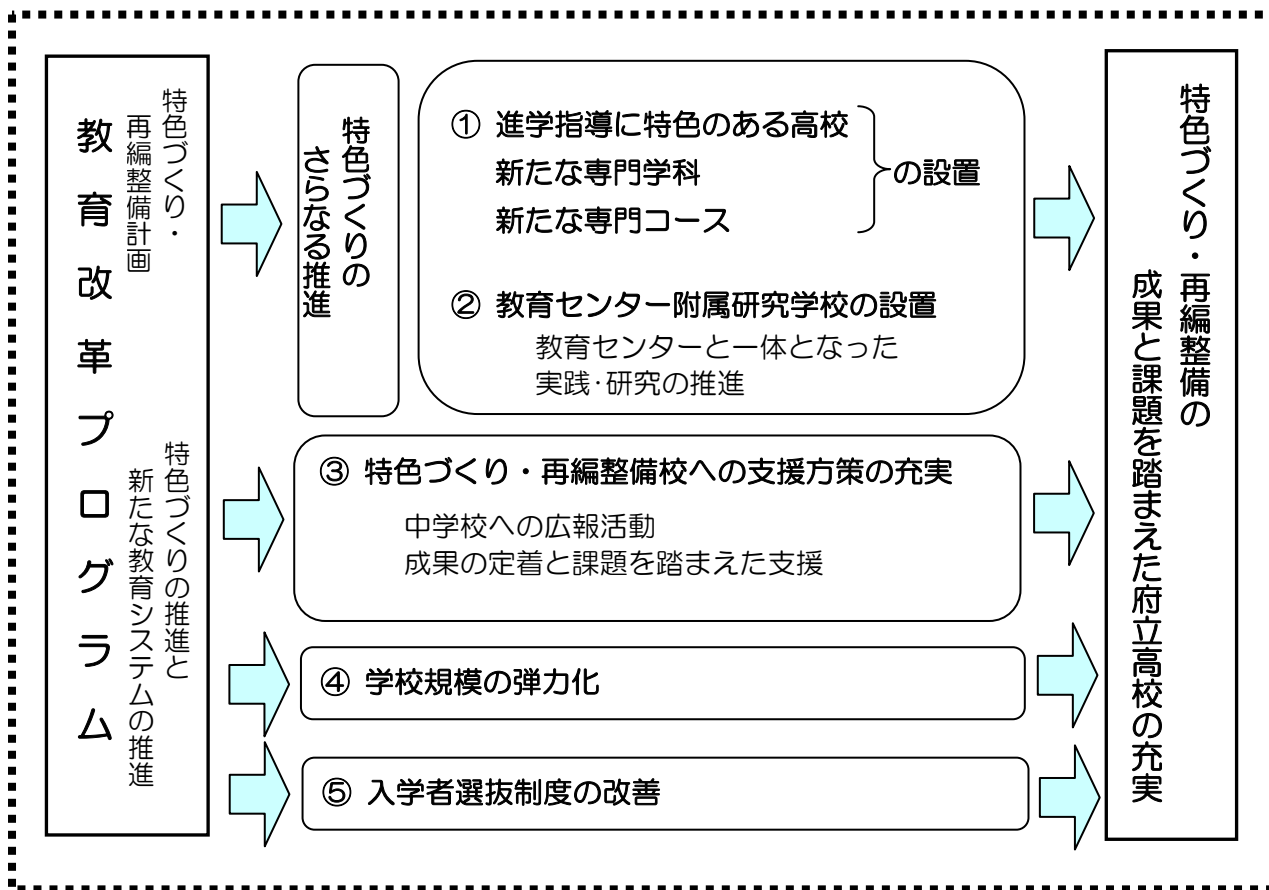 教育改革プログラム
特色づくり・
再編整備計画
特色づくりの推進と
新たな教育システムの推進
特色づくりの
さらなる推進
① 進学指導に特色のある高校
新たな専門学科
新たな専門コース
の設置
② 教育センター附属研究学校の設置
教育センターと一体となった
実践・研究の推進
③ 特色づくり・再編整備校への支援方策の充実
中学校への広報活動
成果の定着と課題を踏まえた支援
④ 学校規模の弾力化
⑤ 入学者選抜制度の改善
特色づくり・再編整備の
成果と課題を踏まえた府立高校の充実